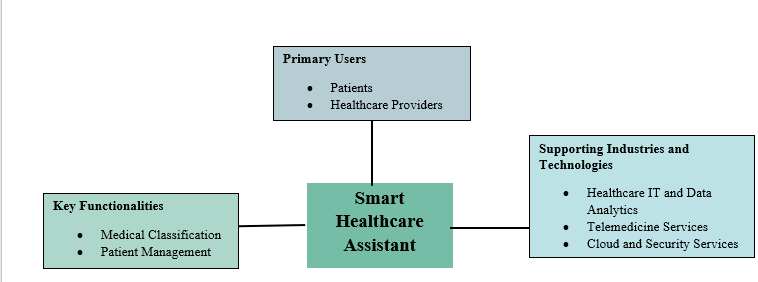 Primary Users
• Patients
• Healthcare Providers
Supporting Industries and
Technologies
• Healthcare IT and Data
Analytics
• Telemedicine Services
• Cloud and Security Services
Key Functionalities
• Medical Classification
• Patient Management
Smart
Healthcare
Assistant